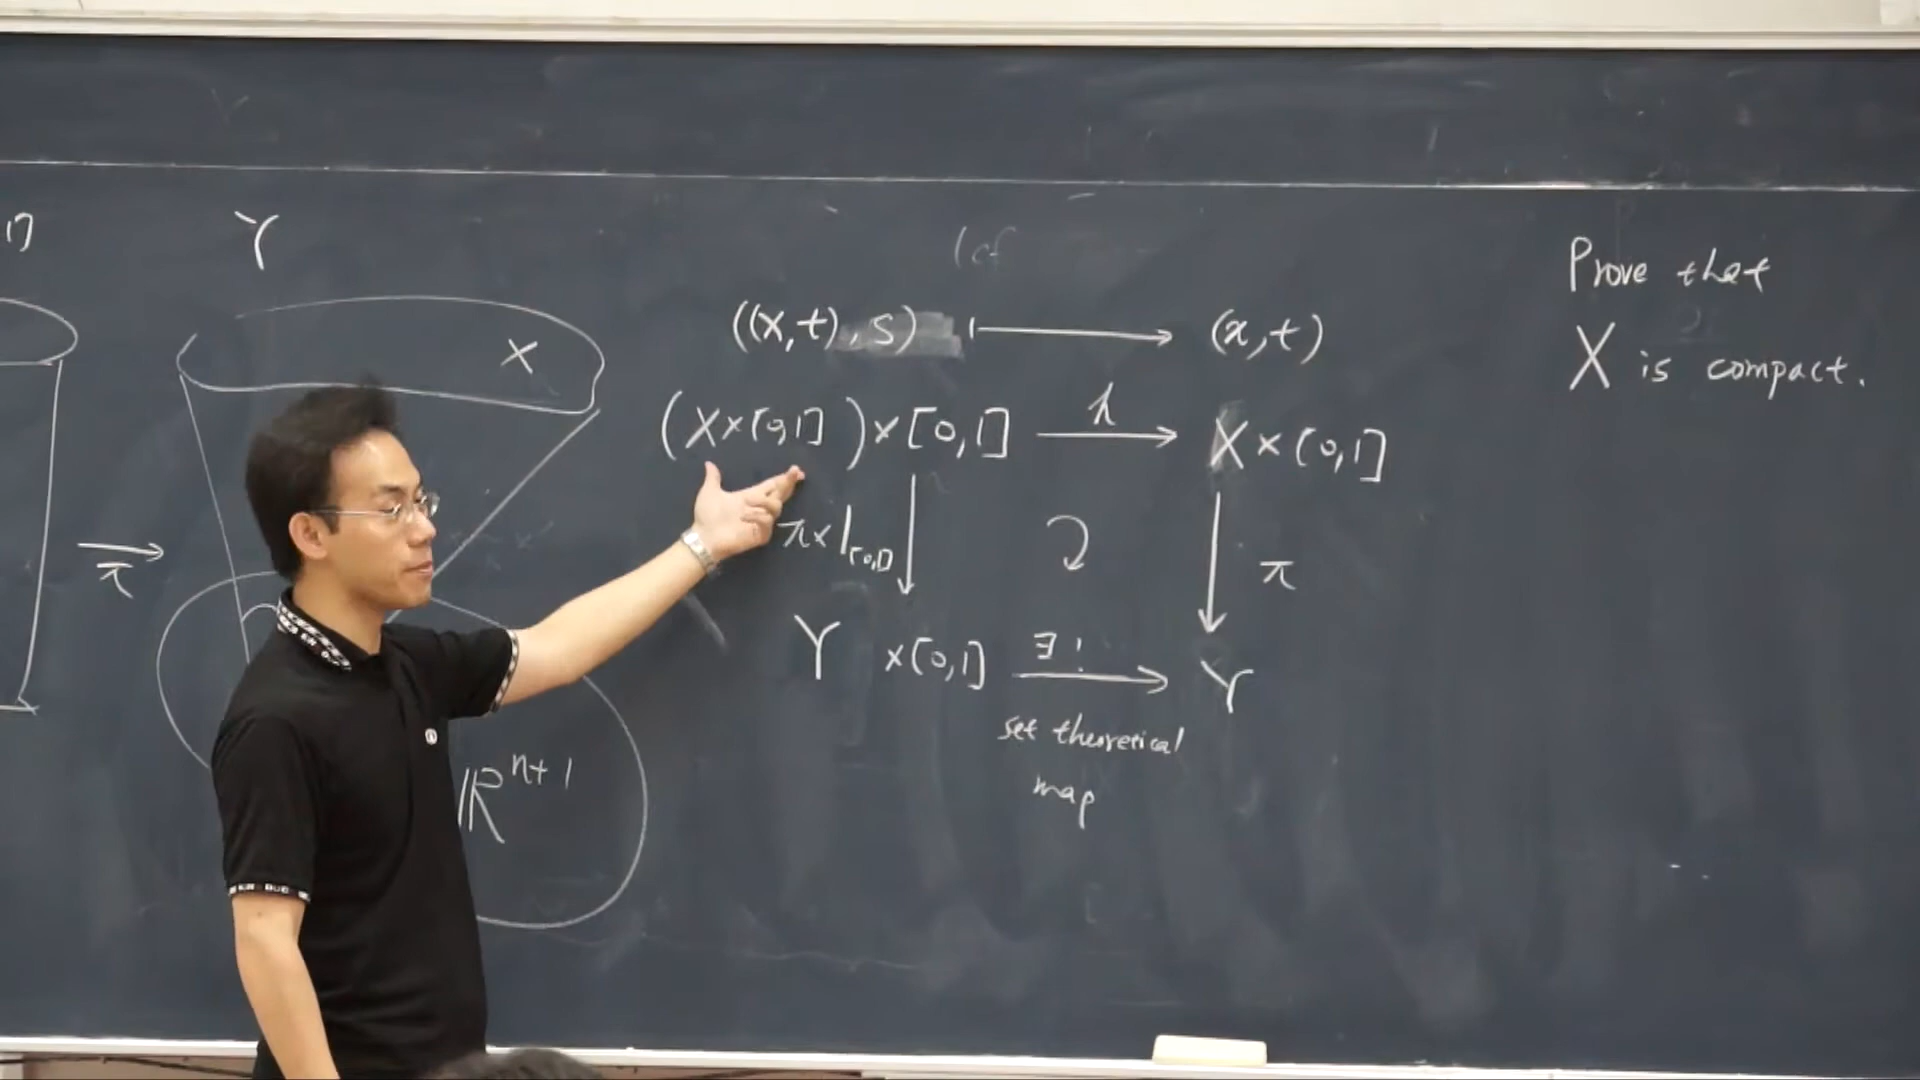 1]
Y
X
π
ℝⁿ⁺¹
((x,t),s) ⟼ (x,t)
(X×[0,1])×[0,1] ⟶ X×[0,1]
h
π×1[0,1]
π
Y ×[0,1] ⟶ Y
∃!
set theoretical
map
Prove that
X is compact.